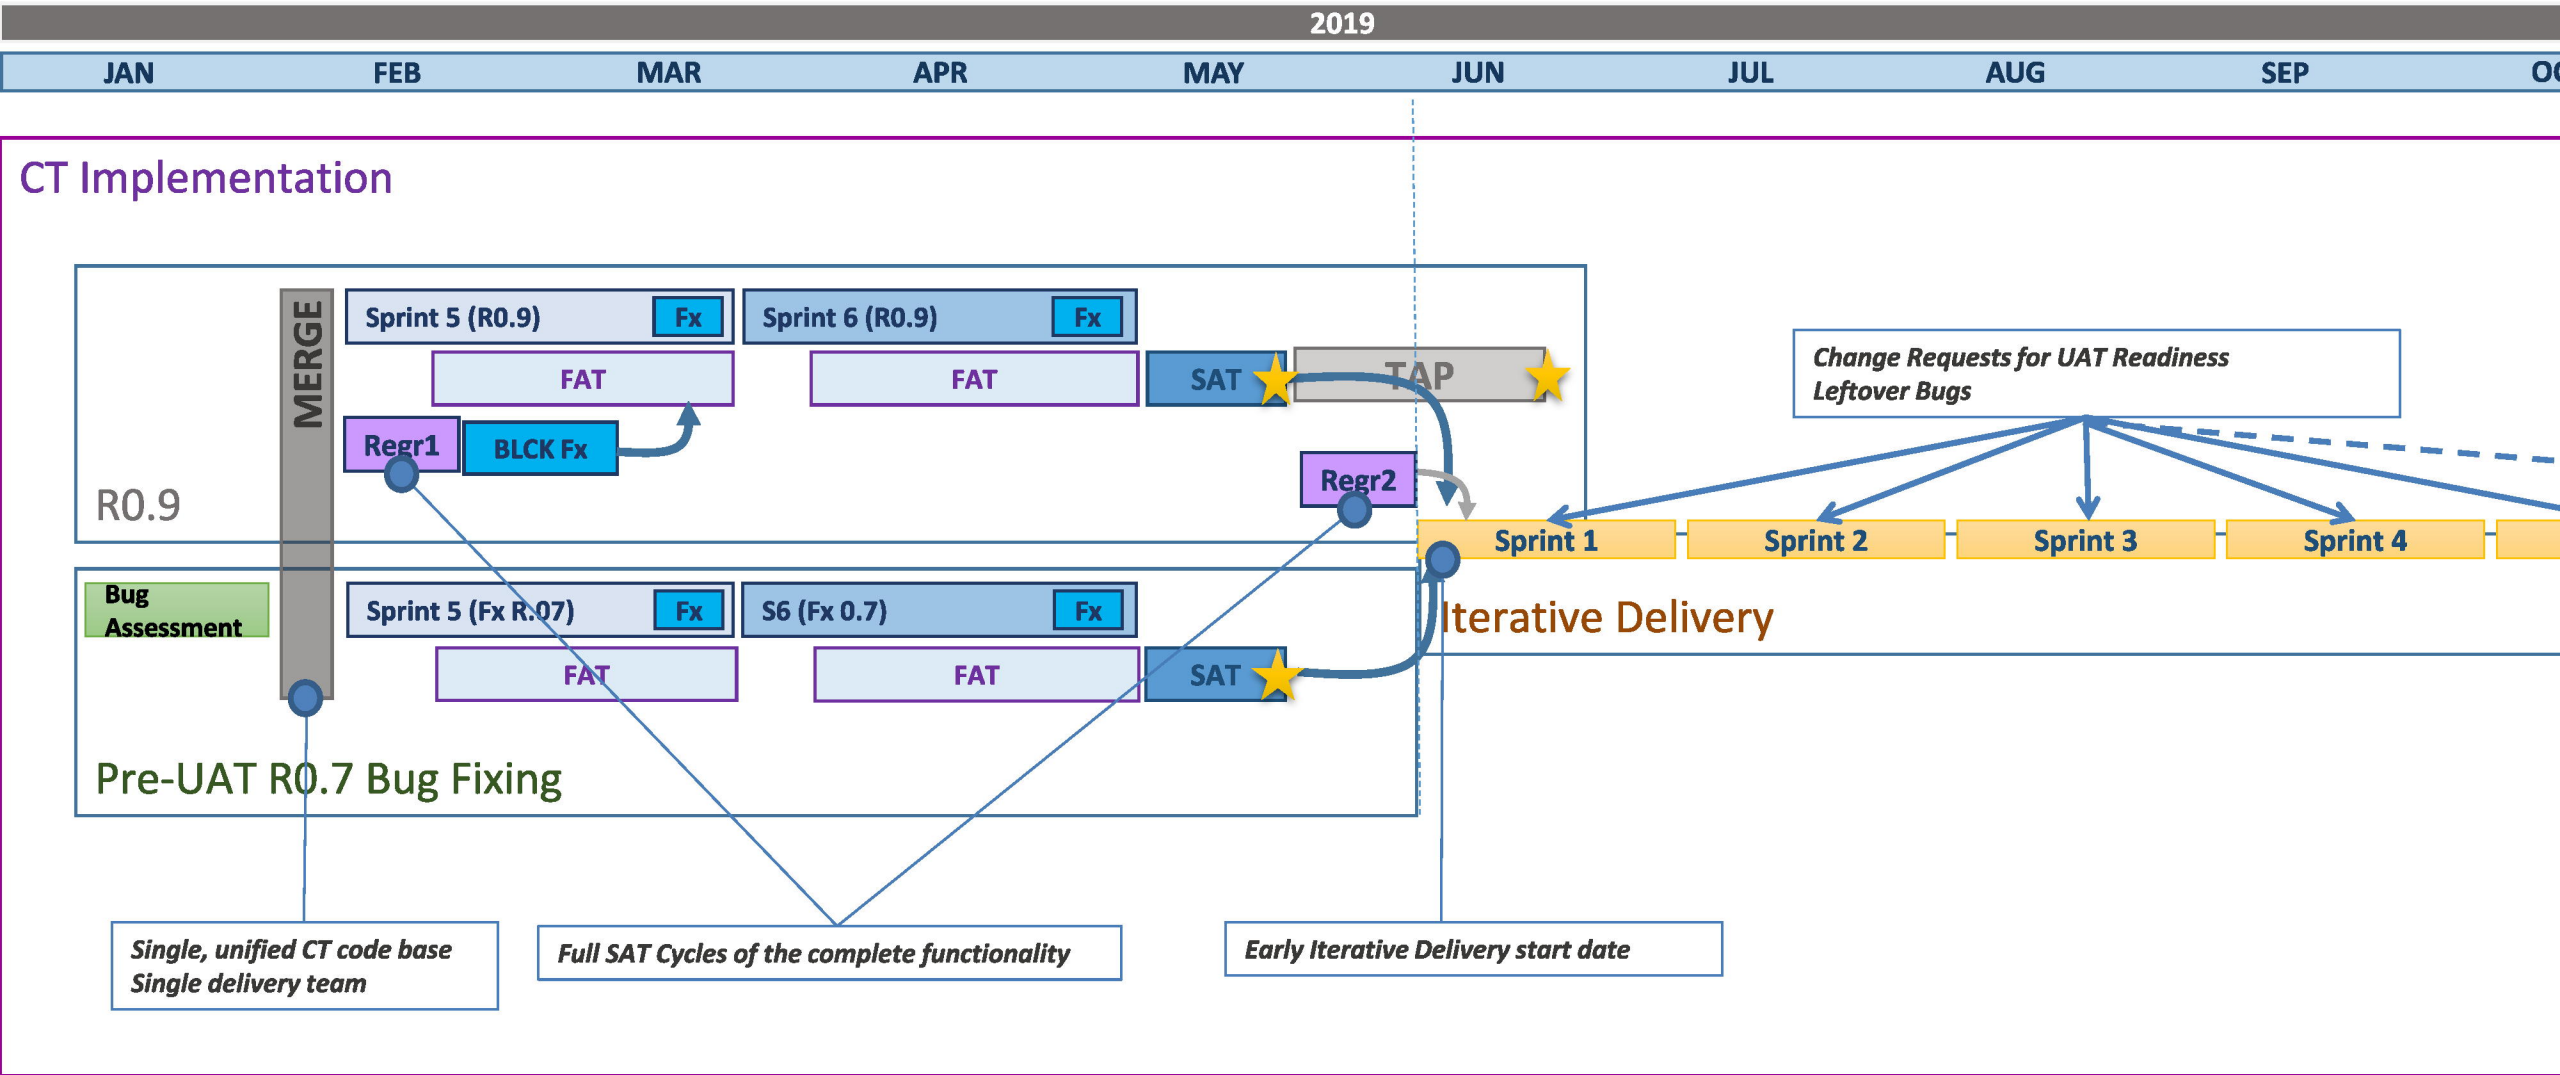 2019
JAN FEB MAR APR MAY JUN JUL AUG SEP
CT Implementation
MERGE
Sprint 5 (R0.9) Fx Sprint 6 (R0.9) Fx
FAT FAT SAT TAP
Change Requests for UAT Readiness
Leftover Bugs
Regr1 BLCK Fx
Regr2
R0.9
Sprint 1 Sprint 2 Sprint 3 Sprint 4
Bug
Assessment
Sprint 5 (Fx R.07) Fx S6 (Fx 0.7) Fx
Iterative Delivery
FAT FAT SAT
Pre-UAT R0.7 Bug Fixing
Single, unified CT code base
Single delivery team
Full SAT Cycles of the complete functionality
Early Iterative Delivery start date